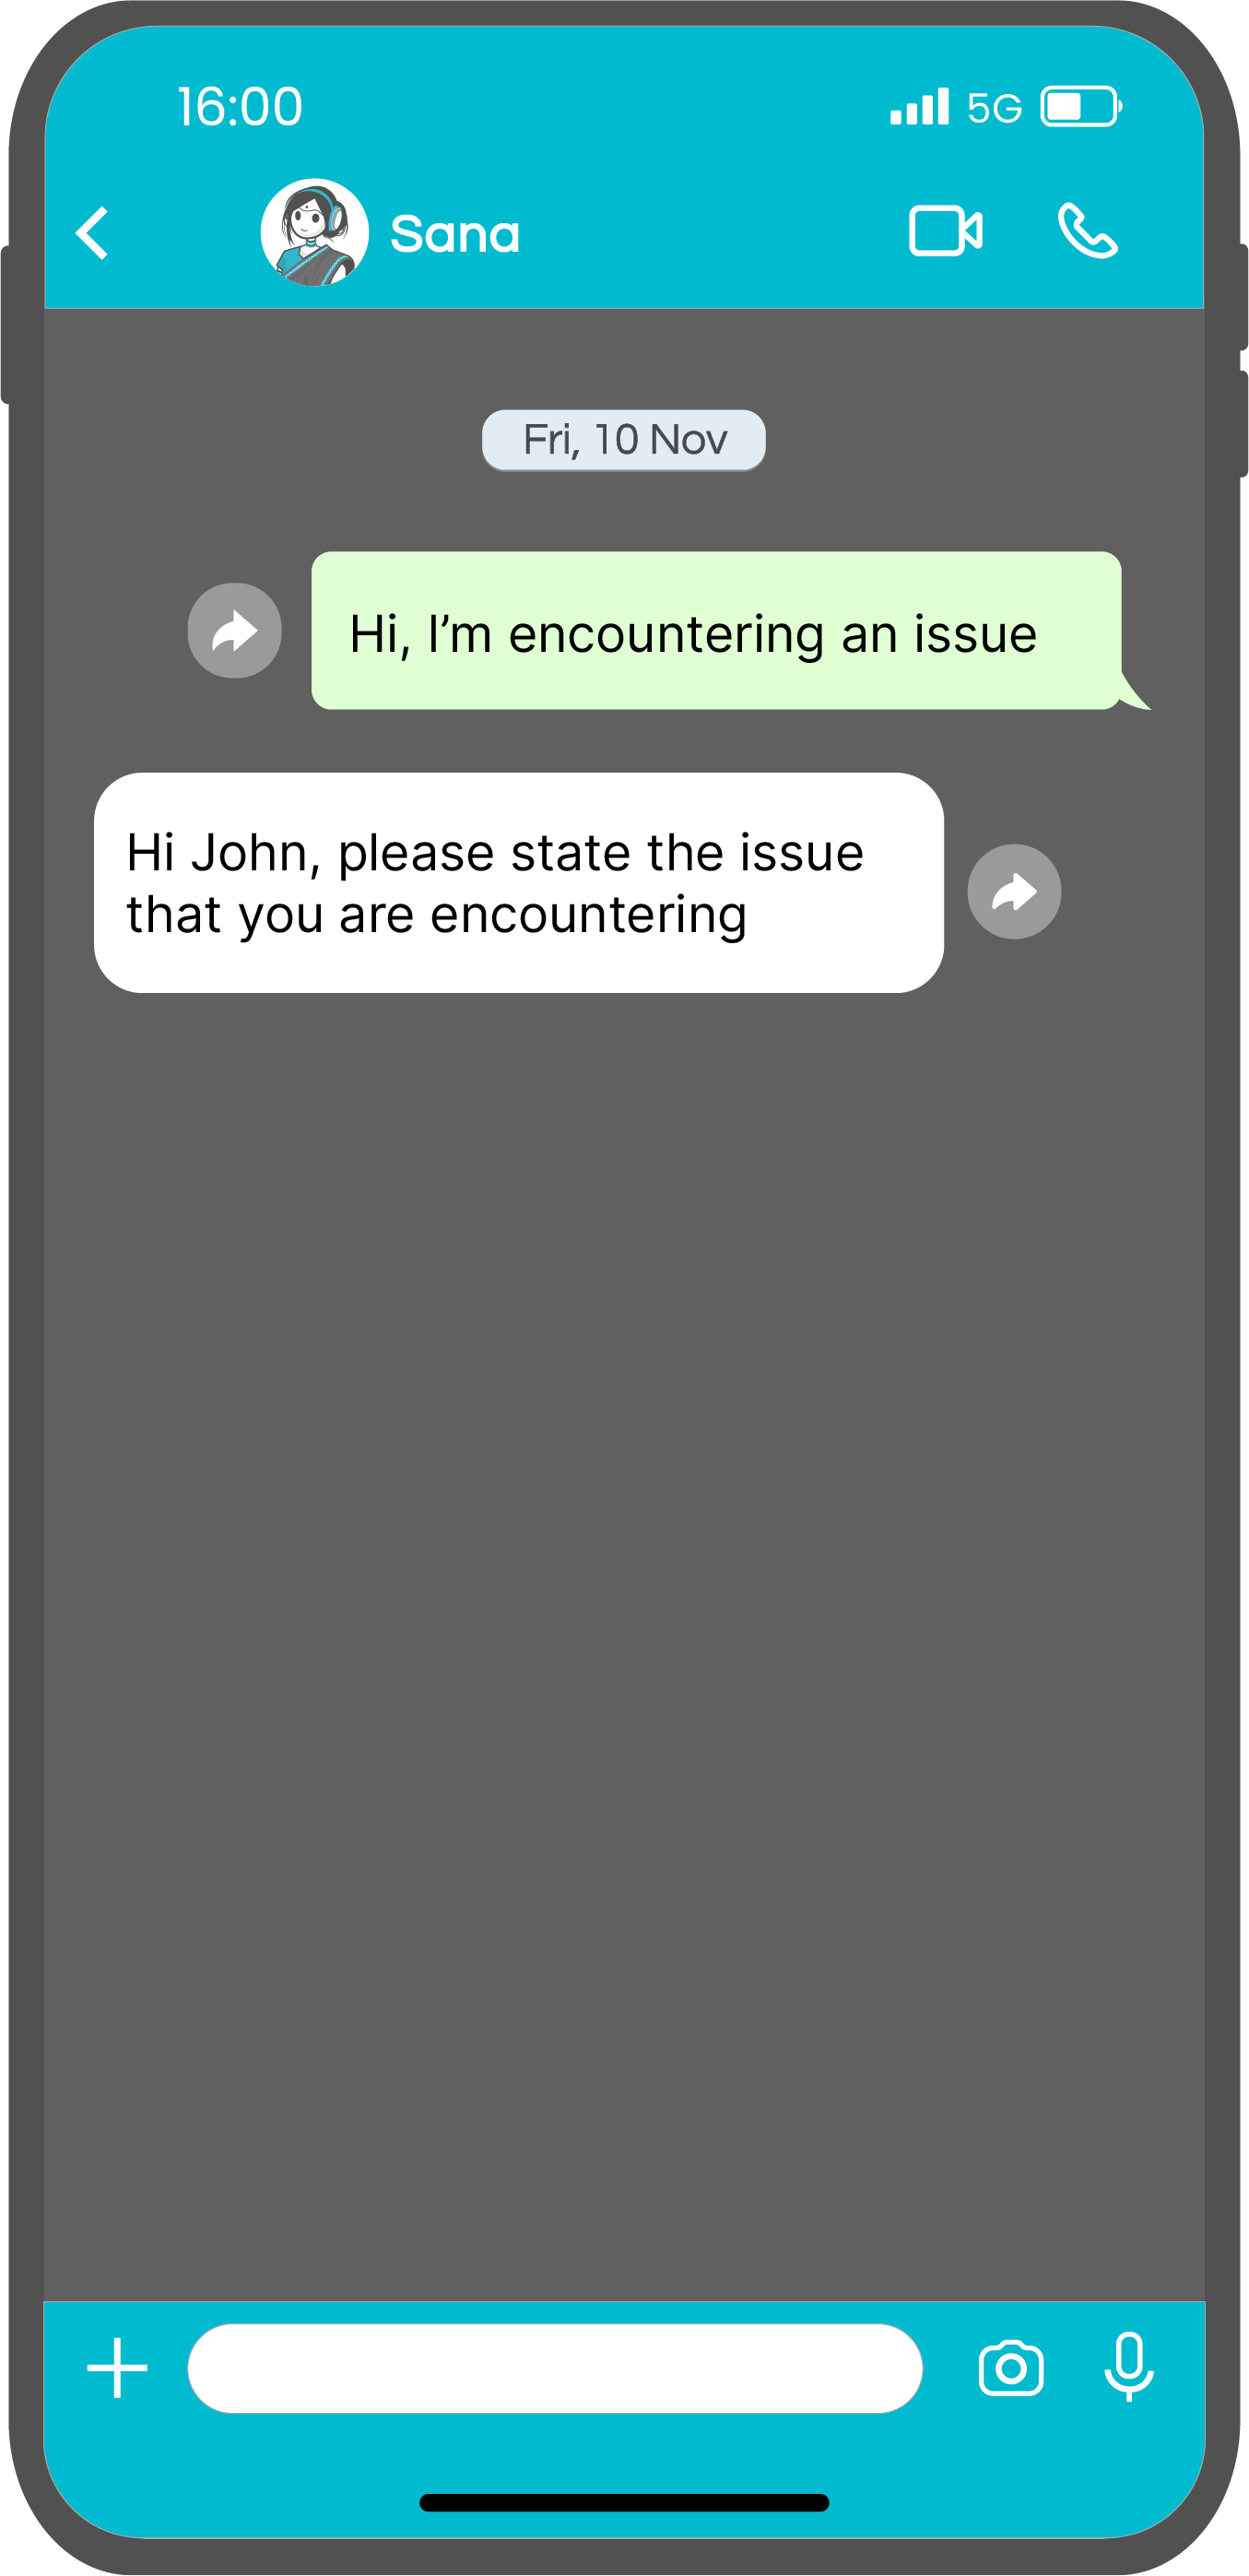 16:00
5G
Sana
Fri, 10 Nov
Hi, I’m encountering an issue
Hi John, please state the issue
that you are encountering